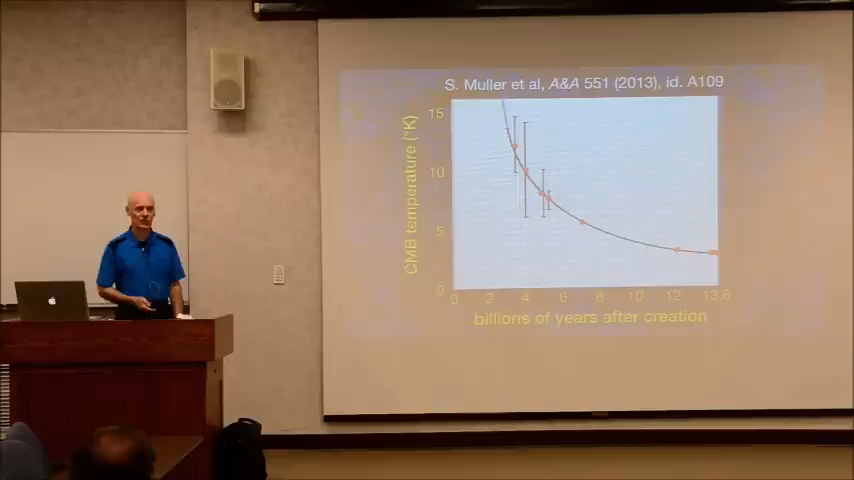 S. Muller et al, A&A 551 (2013), id. A109
15
10
5
0
CMB temperature (°K)
0 2 4 6 8 10 12 13.8
billions of years after creation